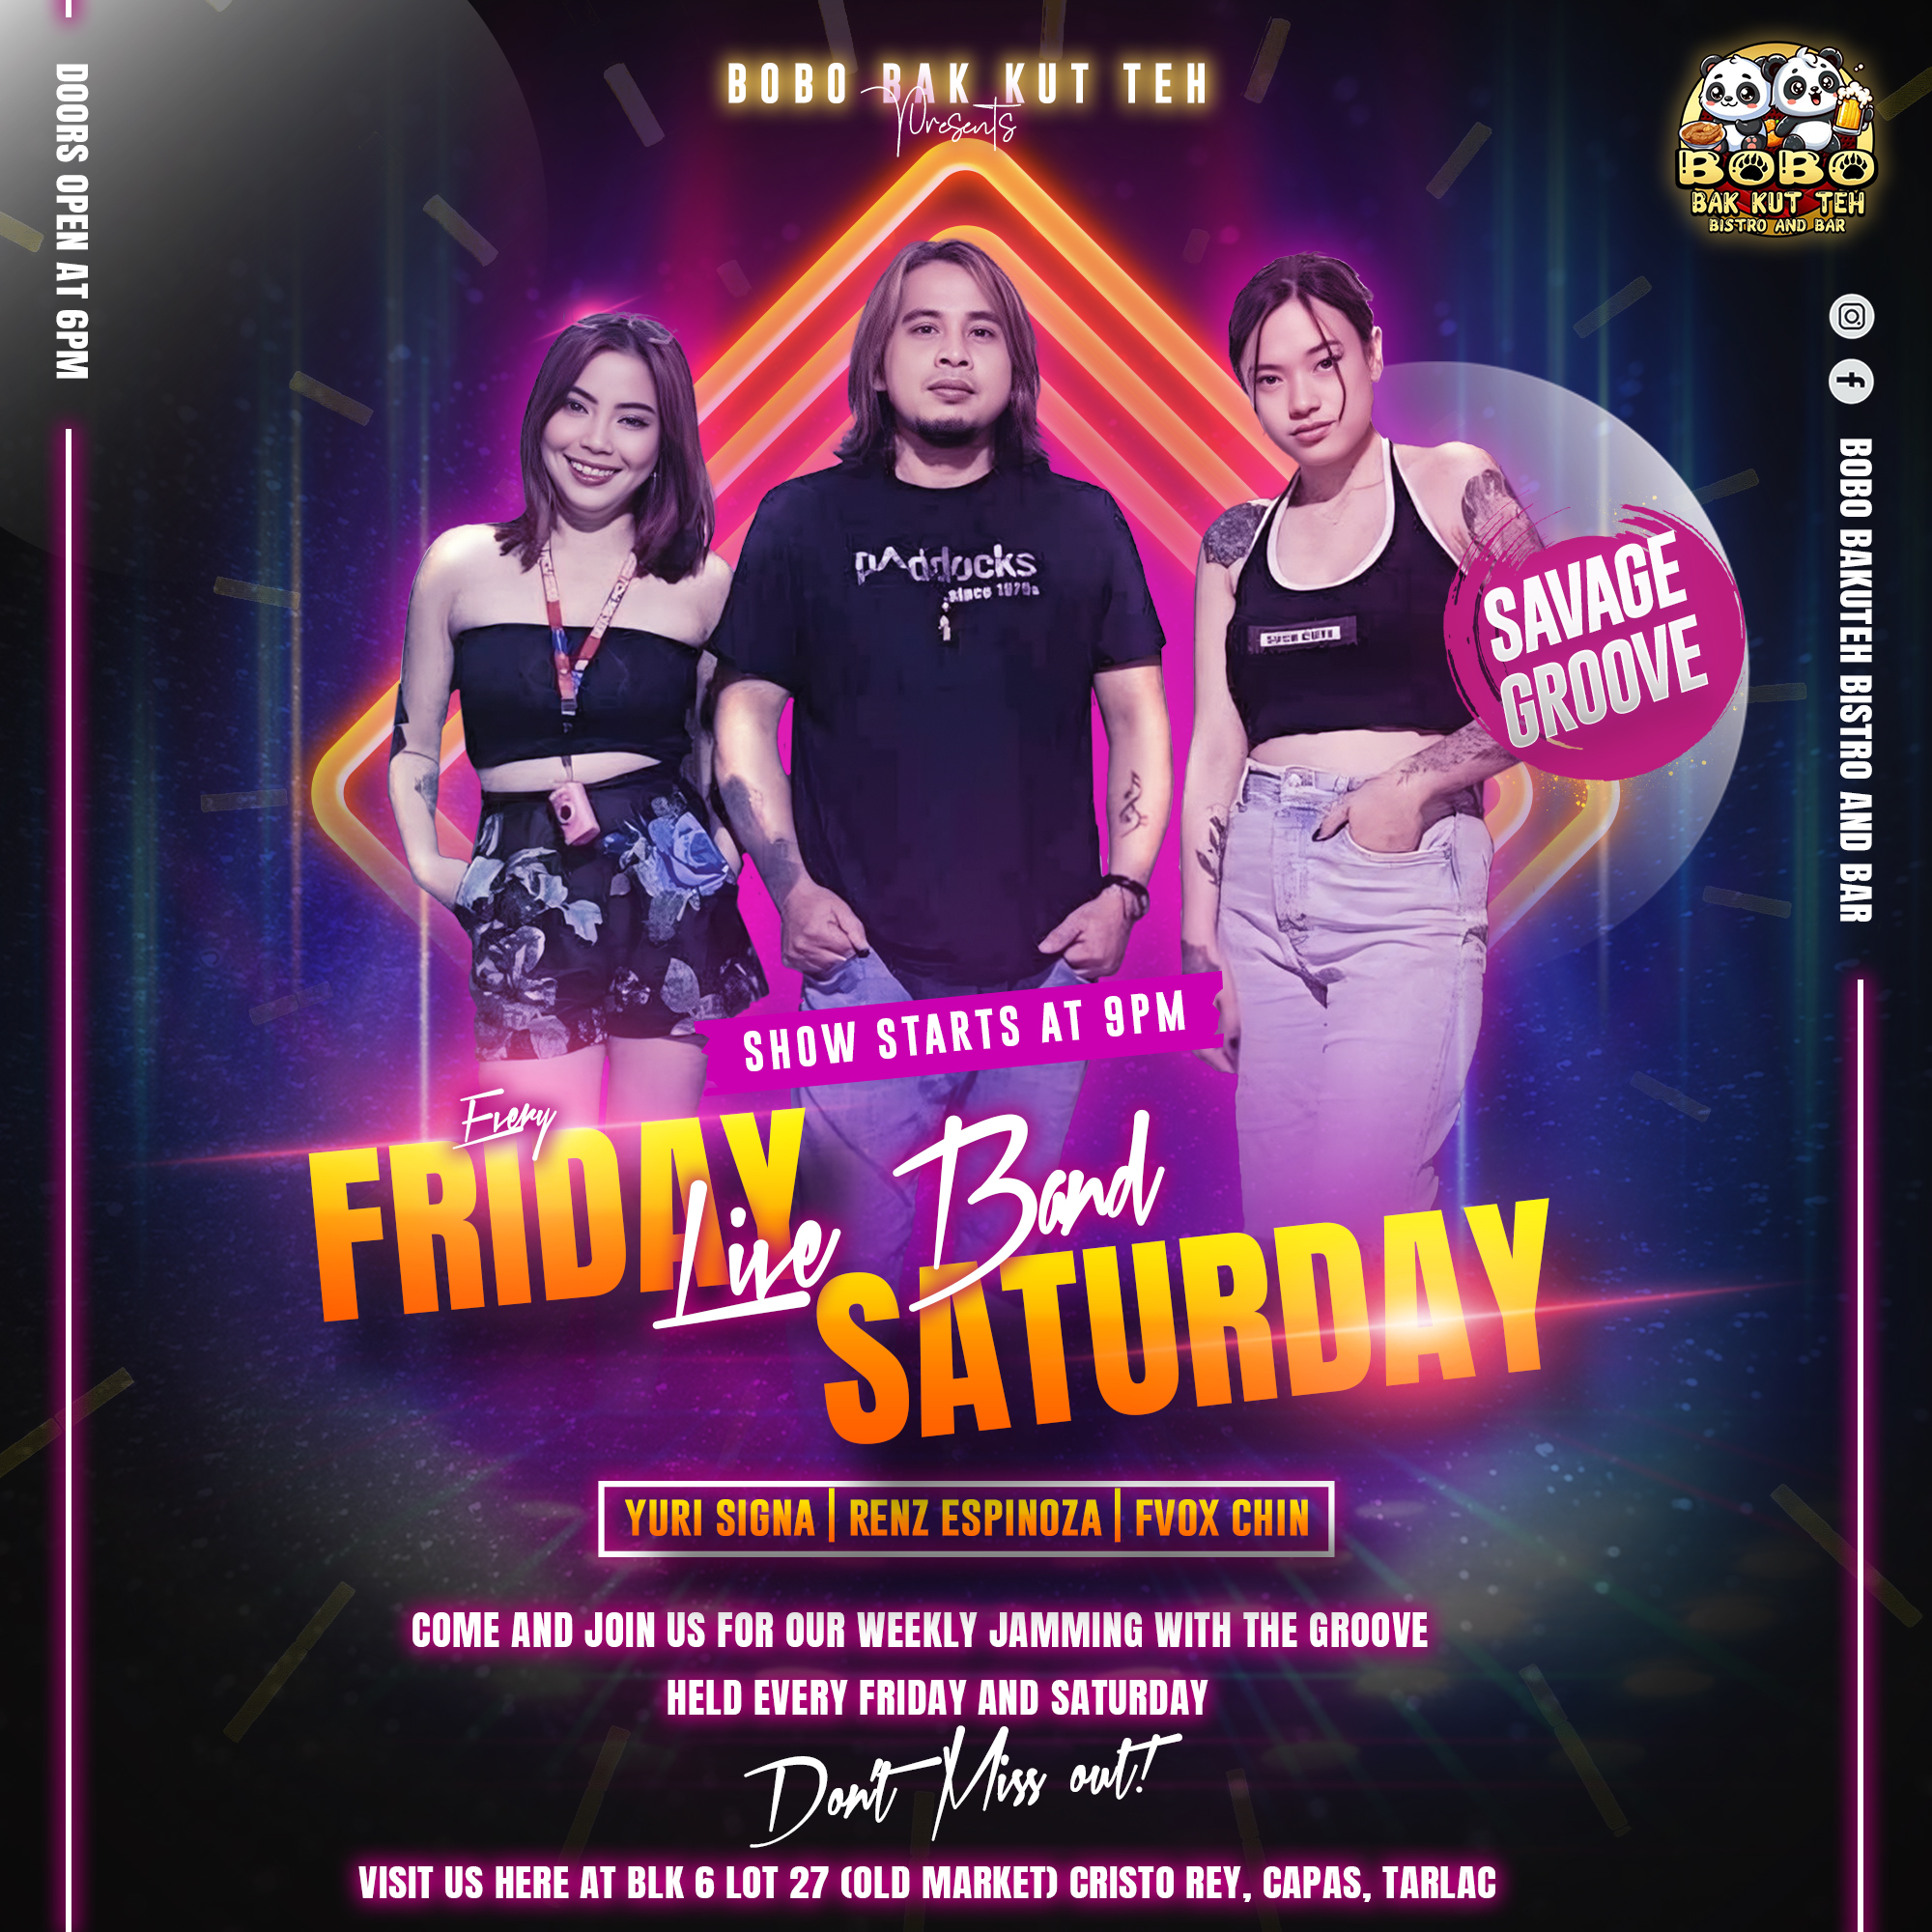 BOBO BAK KUT TEH
Presents
DOORS OPEN AT 6PM
BOBO
BAK KUT TEH
BISTRO AND BAR
BOBO BAKUTEH BISTRO AND BAR
pAddocks
since 1970s
SAVAGE
GROOVE
SHOW STARTS AT 9PM
Every
FRIDAY
Live Band
SATURDAY
YURI SIGNA | RENZ ESPINOZA | FVOX CHIN
COME AND JOIN US FOR OUR WEEKLY JAMMING WITH THE GROOVE
HELD EVERY FRIDAY AND SATURDAY
Don't Miss out!
VISIT US HERE AT BLK 6 LOT 27 (OLD MARKET) CRISTO REY, CAPAS, TARLAC